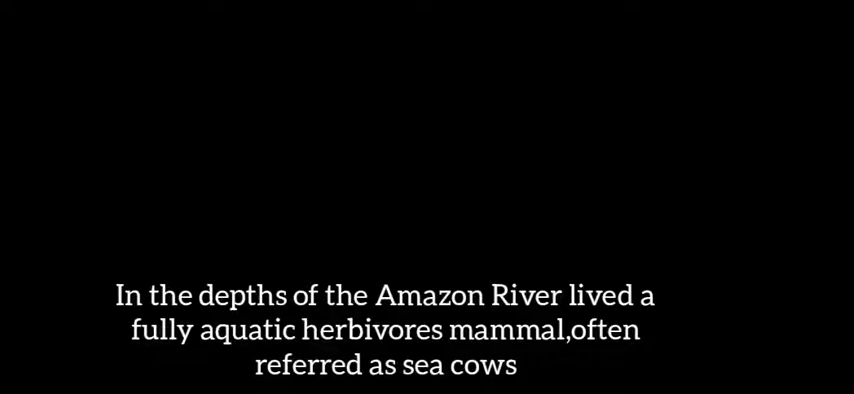 In the depths of the Amazon River lived a
fully aquatic herbivores mammal,often
referred as sea cows